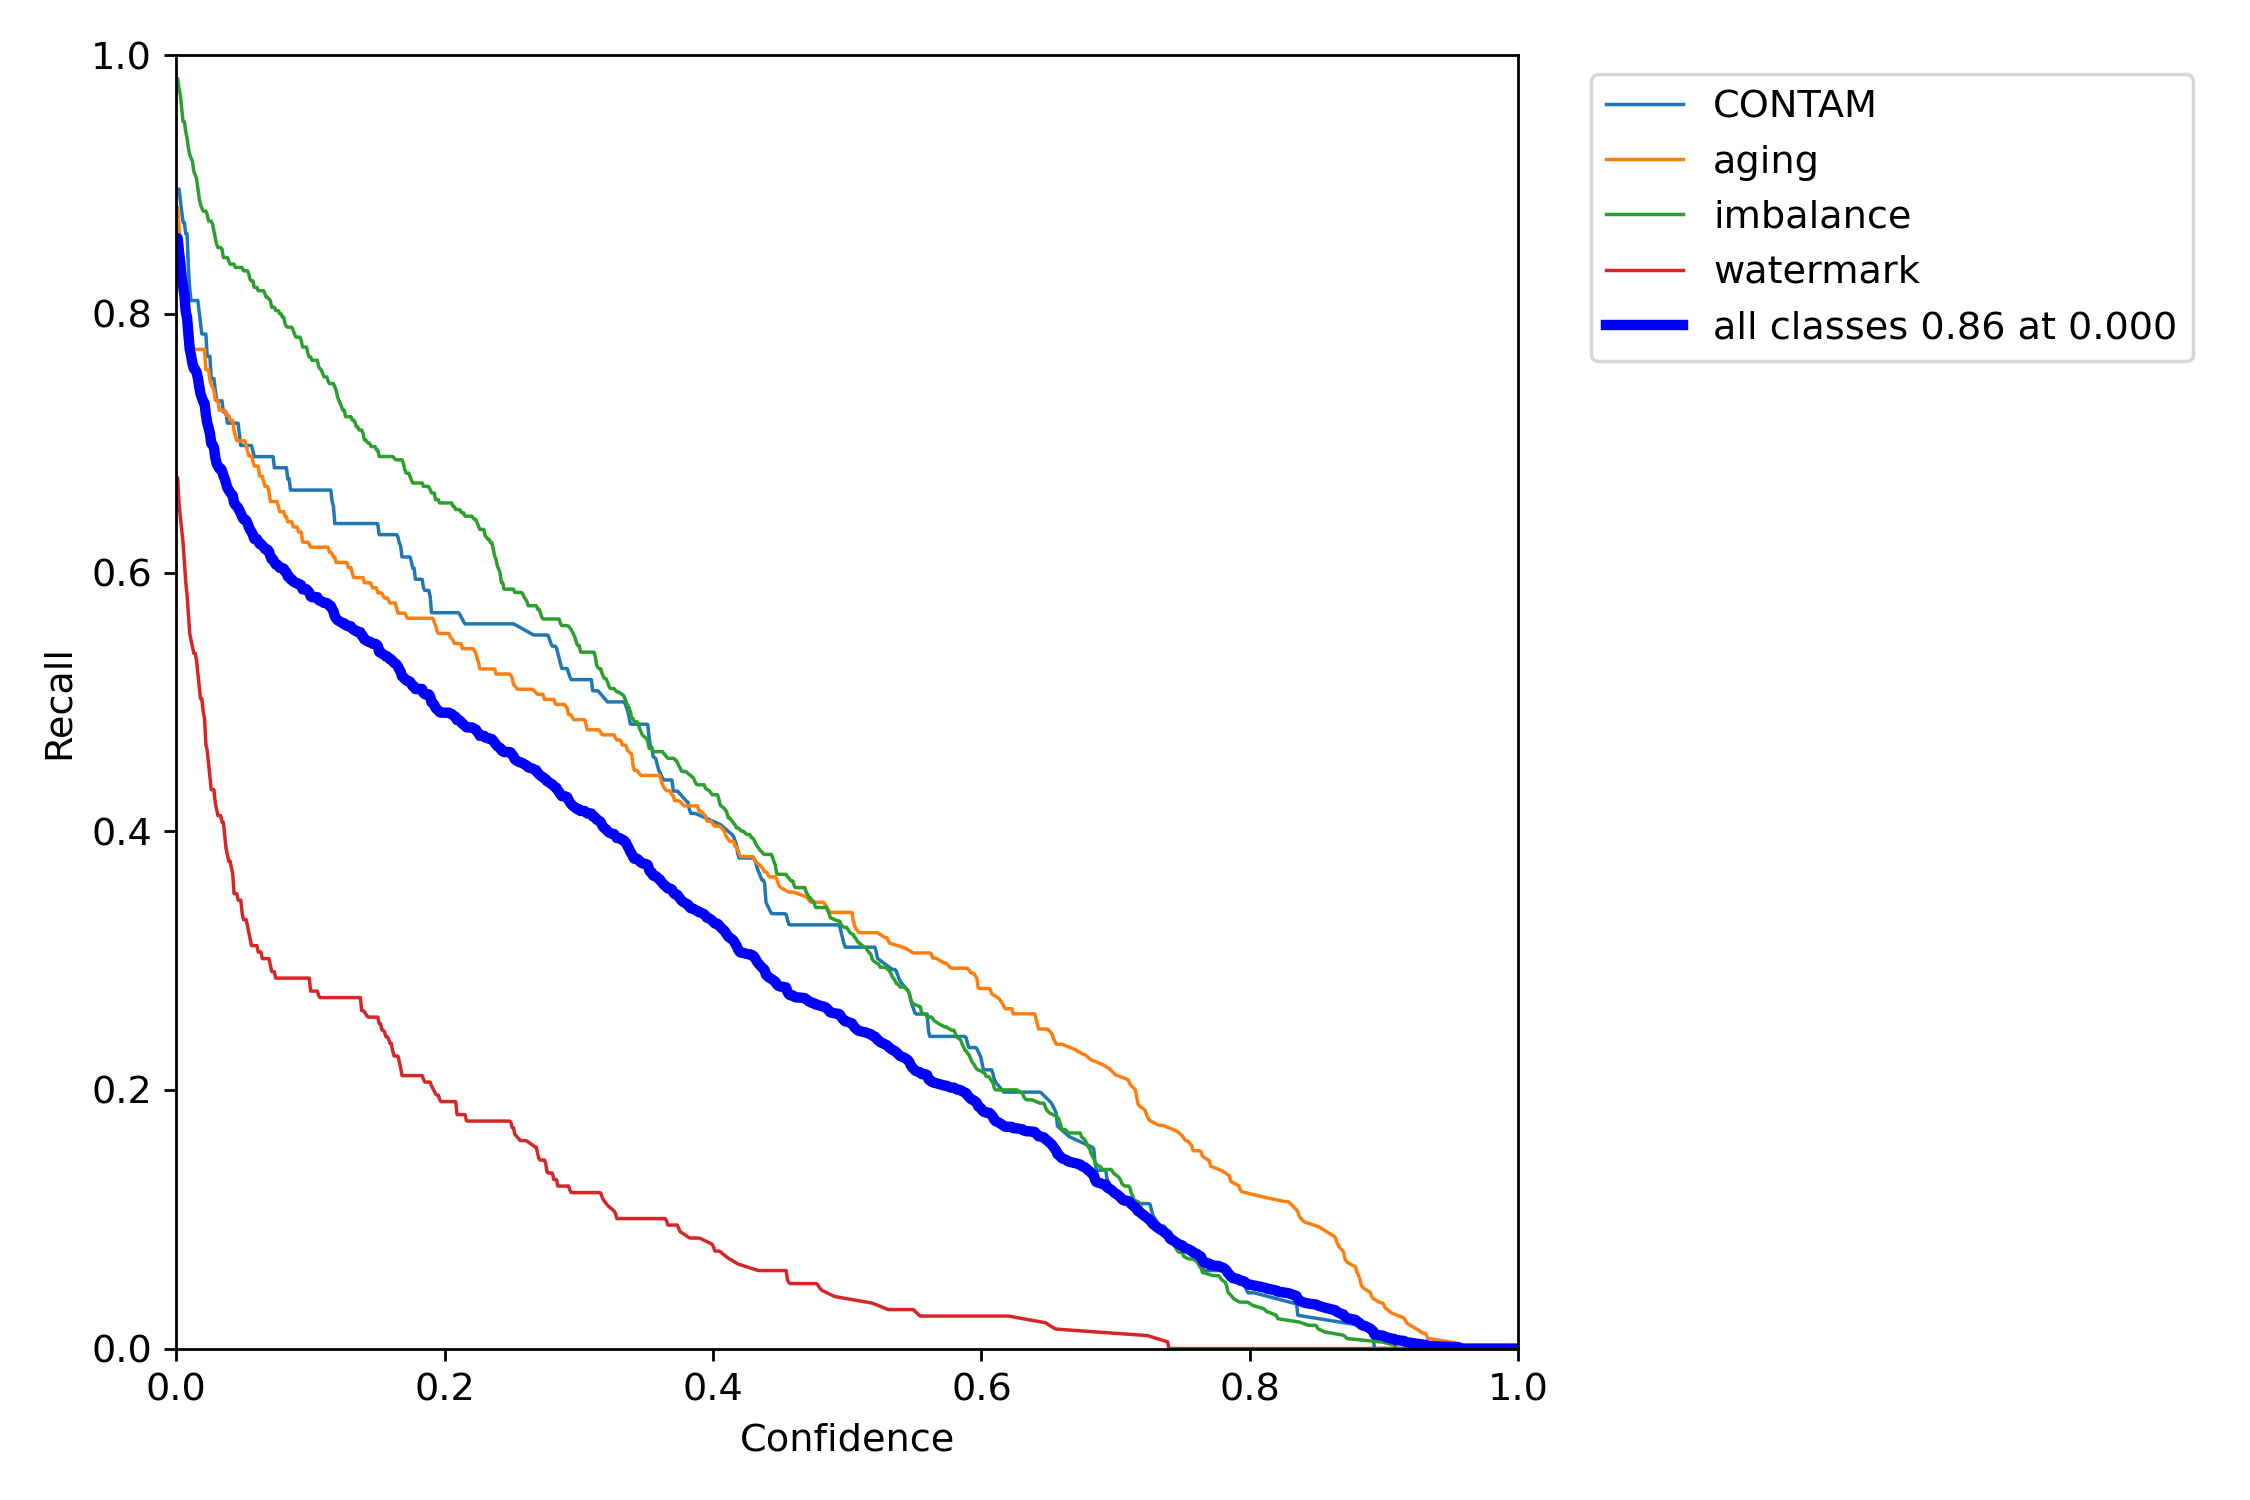 1.0
0.8
0.6
0.4
0.2
0.0
0.0 0.2 0.4 0.6 0.8 1.0
Recall
Confidence
CONTAM
aging
imbalance
watermark
all classes 0.86 at 0.000